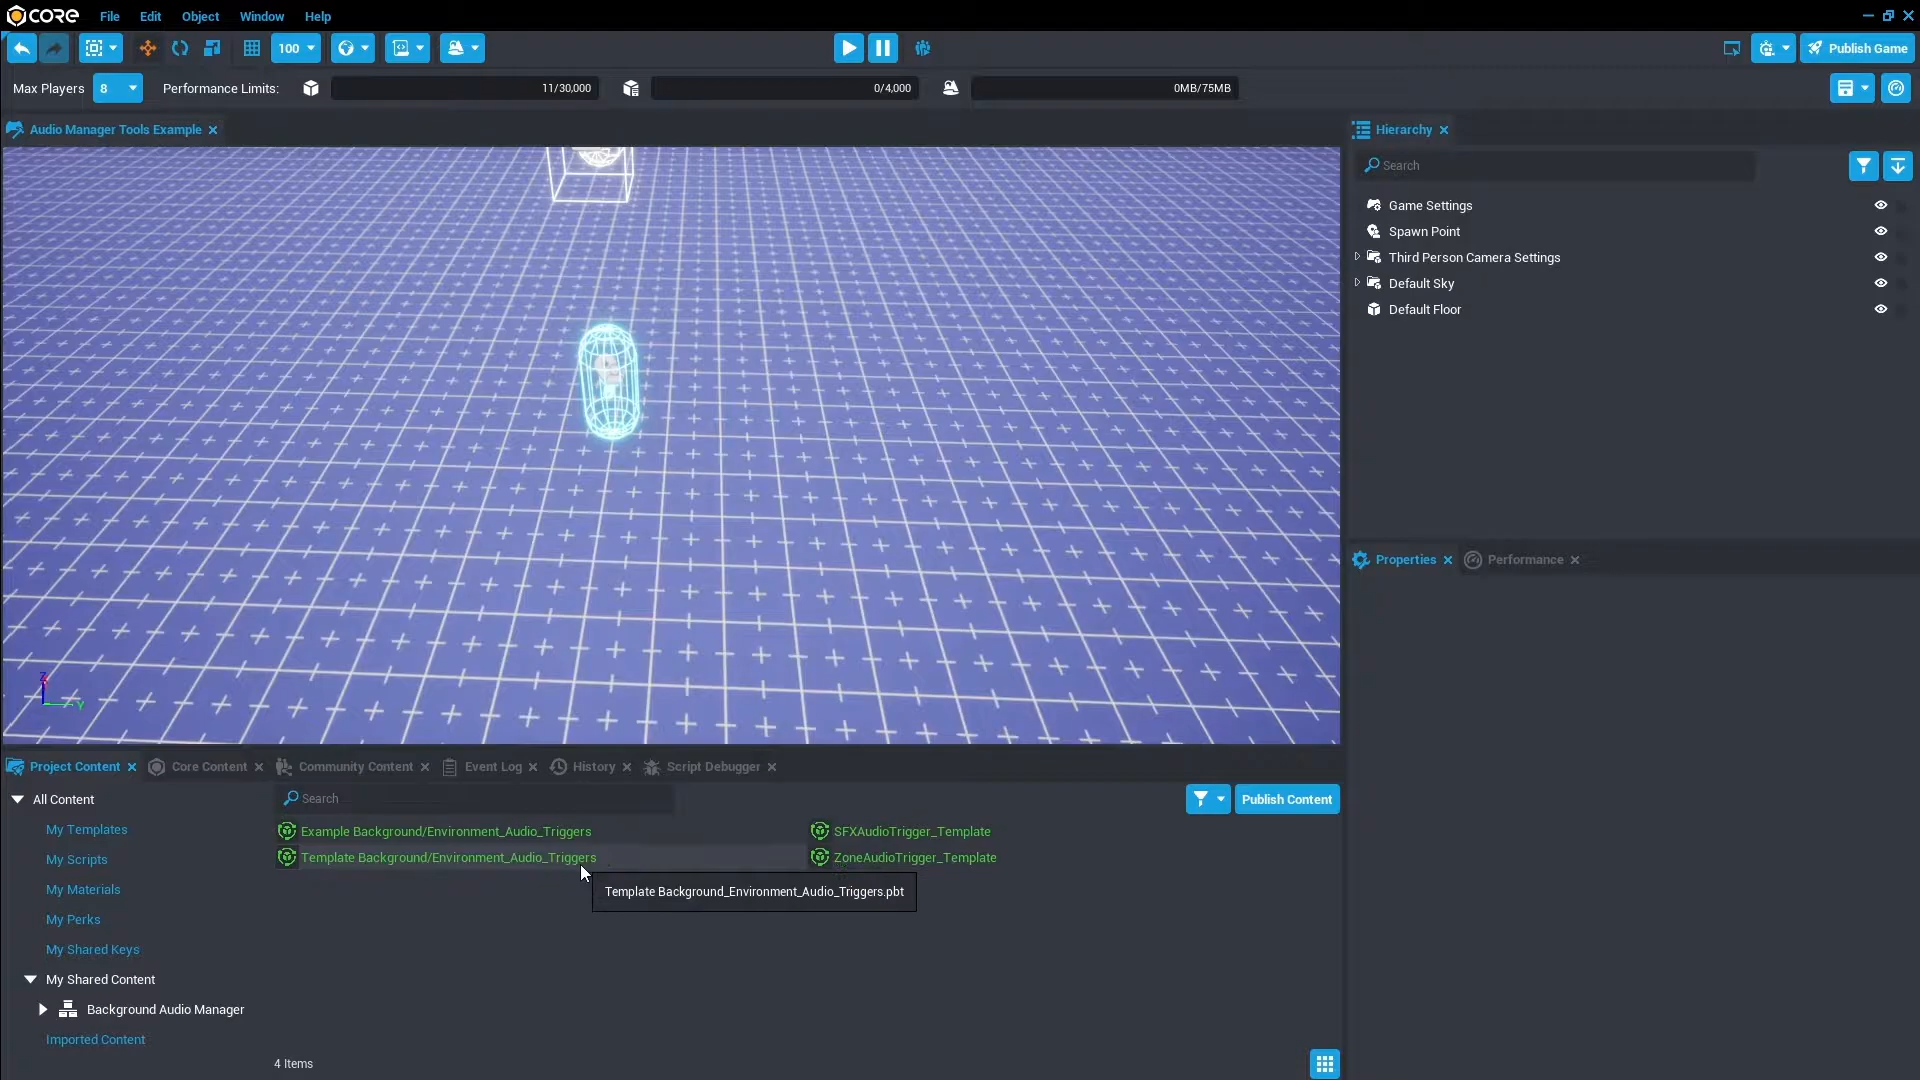 CORE File Edit Object Window Help
100 Publish Game
Max Players 8 Performance Limits: 11/30,000 0/4,000 0MB/75MB
Audio Manager Tools Example
Hierarchy
Search
Game Settings
Spawn Point
Third Person Camera Settings
Default Sky
Default Floor
Properties Performance
Z
Y
Project Content Core Content Community Content Event Log History Script Debugger
All Content
My Templates
My Scripts
My Materials
My Perks
My Shared Keys
My Shared Content
Background Audio Manager
Imported Content
Search
Publish Content
Example Background/Environment_Audio_Triggers SFXAudioTrigger_Template
Template Background/Environment_Audio_Triggers ZoneAudioTrigger_Template
Template Background_Environment_Audio_Triggers.pbt
4 Items